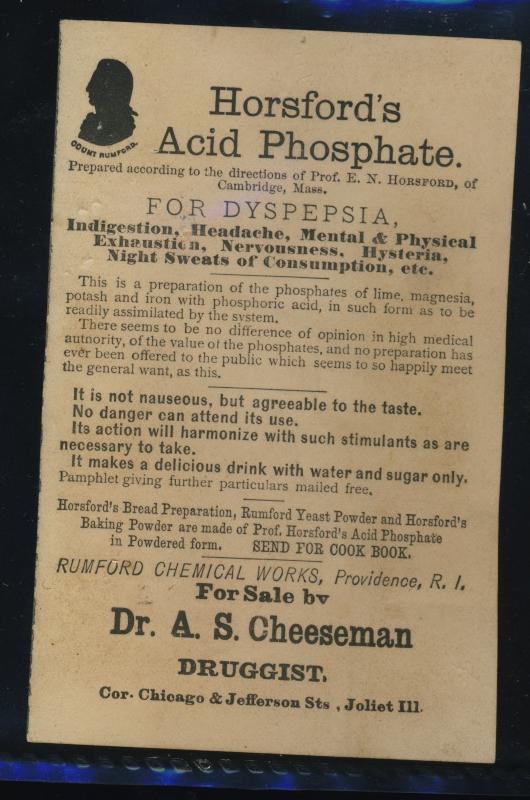 COUNT RUMFORD.
Horsford's
Acid Phosphate.
Prepared according to the directions of Prof. E. N. HORSFORD, of
Cambridge, Mass.
FOR DYSPEPSIA,
Indigestion, Headache, Mental & Physical
Exhaustion, Nervousness, Hysteria,
Night Sweats of Consumption, etc.
This is a preparation of the phosphates of lime, magnesia,
potash and iron with phosphoric acid, in such form as to be
readily assimilated by the system.
There seems to be no difference of opinion in high medical
autnority, of the value of the phosphates, and no preparation has
ever been offered to the public which seems to so happily meet
the general want, as this.
It is not nauseous, but agreeable to the taste.
No danger can attend its use.
Its action will harmonize with such stimulants as are
necessary to take.
It makes a delicious drink with water and sugar only.
Pamphlet giving further particulars mailed free.
Horsford's Bread Preparation, Rumford Yeast Powder and Horsford's
Baking Powder are made of Prof. Horsford's Acid Phosphate
in Powdered form. SEND FOR COOK BOOK.
RUMFORD CHEMICAL WORKS, Providence, R. I.
For Sale by
Dr. A. S. Cheeseman
DRUGGIST,
Cor. Chicago & Jefferson Sts , Joliet Ill.